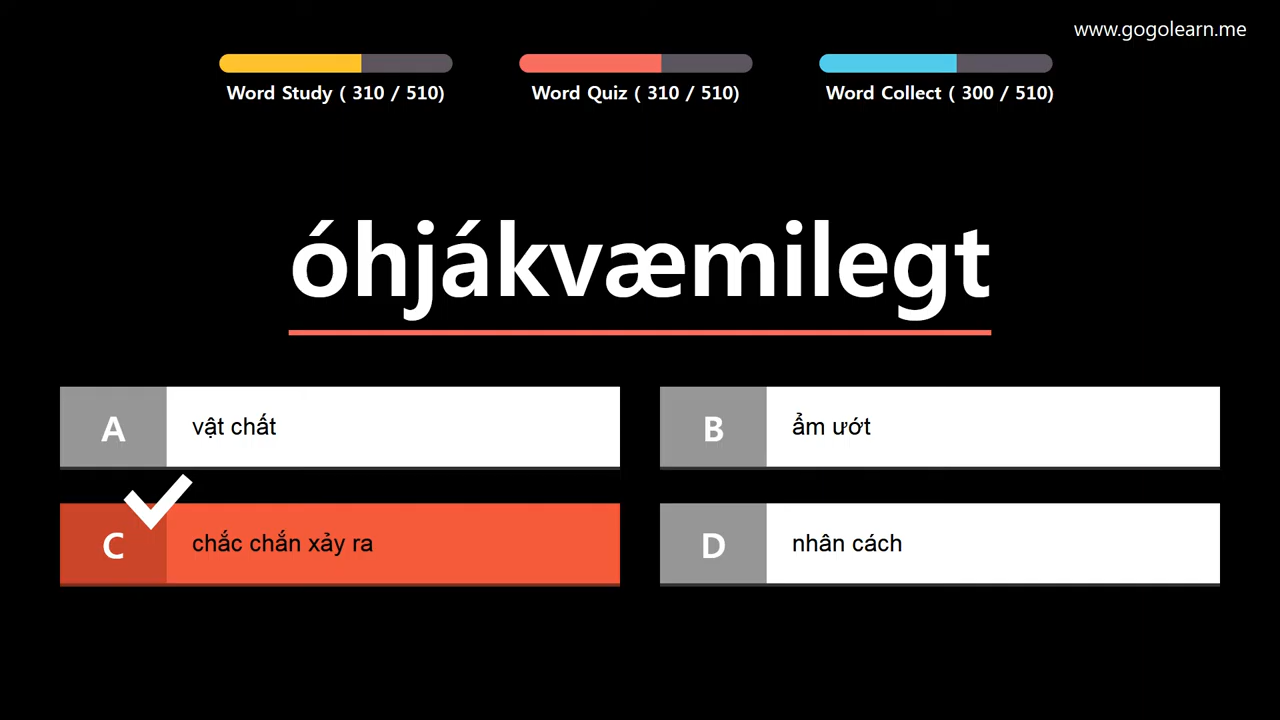 www.gogolearn.me
Word Study ( 310 / 510)
Word Quiz ( 310 / 510)
Word Collect ( 300 / 510)
óhjákvæmilegt
A
vật chất
B
ẩm ướt
C
chắc chắn xảy ra
D
nhân cách